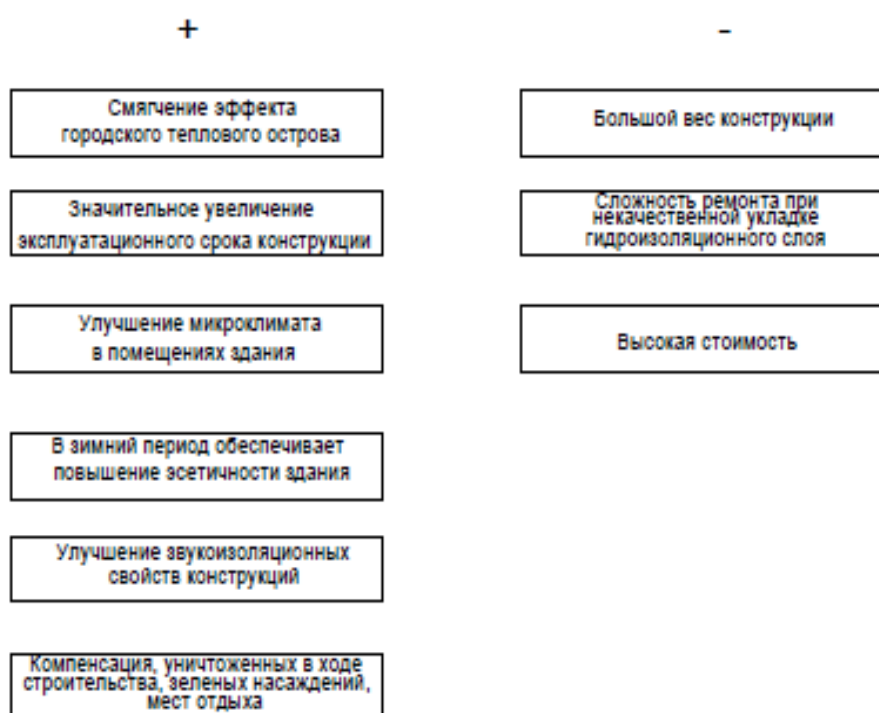 +
-
Смягчение эффекта
городского теплового острова
Большой вес конструкции
Значительное увеличение
эксплуатационного срока конструкции
Сложность ремонта при
некачественной укладке
гидроизоляционного слоя
Улучшение микроклимата
в помещениях здания
Высокая стоимость
В зимний период обеспечивает
повышение эсетичности здания
Улучшение звукоизоляционных
свойств конструкций
Компенсация, уничтоженных в ходе
строительства, зеленых насаждений,
мест отдыха